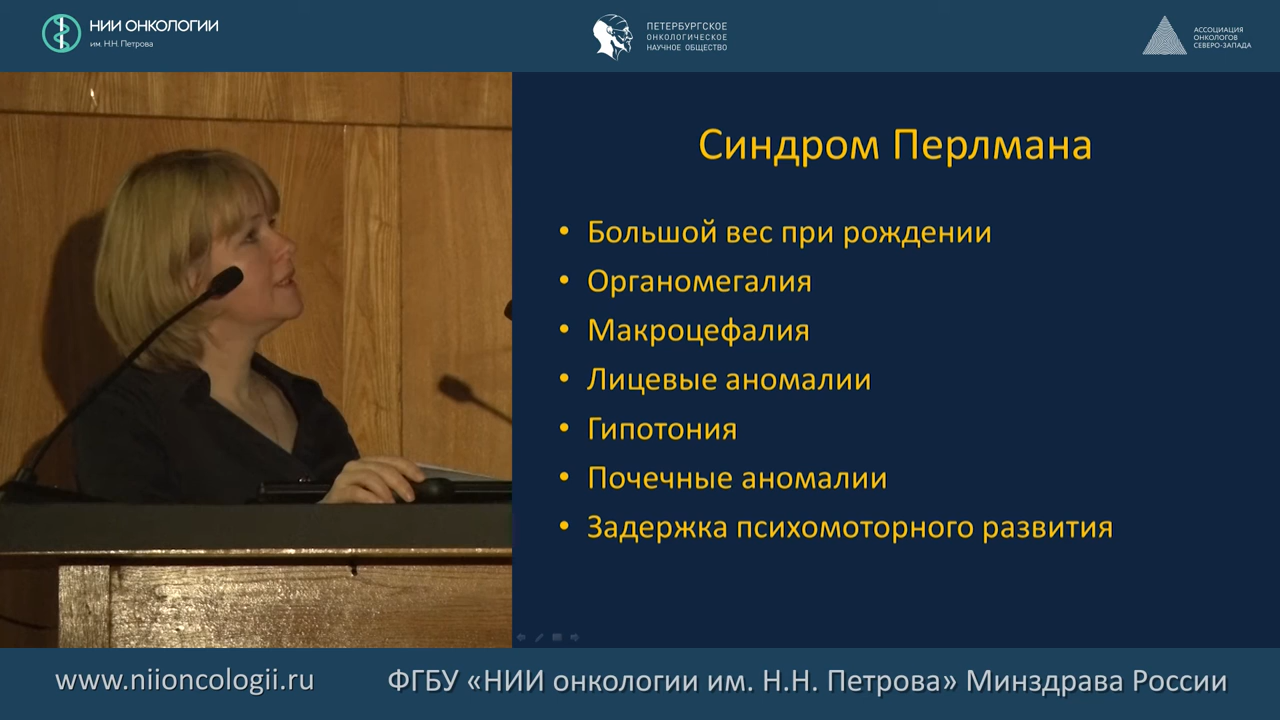 НИИ ОНКОЛОГИИ
им. Н.Н. Петрова
ПЕТЕРБУРГСКОЕ
ОНКОЛОГИЧЕСКОЕ
НАУЧНОЕ ОБЩЕСТВО
АССОЦИАЦИЯ
ОНКОЛОГОВ
СЕВЕРО-ЗАПАДА
Синдром Перлмана
• Большой вес при рождении
• Органомегалия
• Макроцефалия
• Лицевые аномалии
• Гипотония
• Почечные аномалии
• Задержка психомоторного развития
www.niioncologii.ru
ФГБУ «НИИ онкологии им. Н.Н. Петрова» Минздрава России